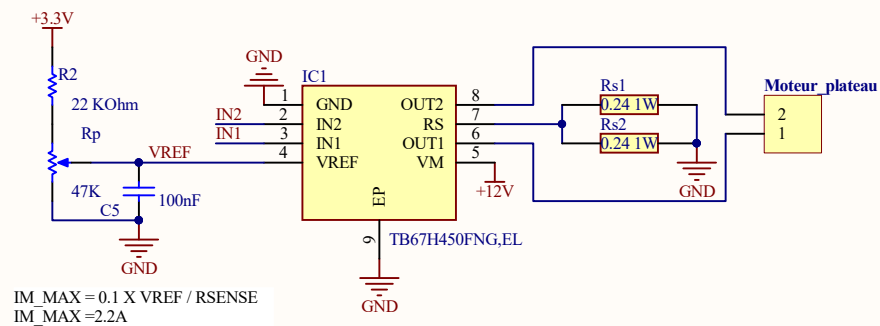 +3.3V
R2
22 KOhm
Rp
47K
C5
100nF
VREF
GND
GND
IN2
IN1
IC1
1 GND
2 IN2
3 IN1
4 VREF
OUT2 8
RS 7
OUT1 6
VM 5
EP
9
TB67H450FNG,EL
GND
+12V
Rs1
0.24 1W
Rs2
0.24 1W
GND
Moteur_plateau
2
1
IM_MAX = 0.1 X VREF / RSENSE
IM_MAX =2.2A